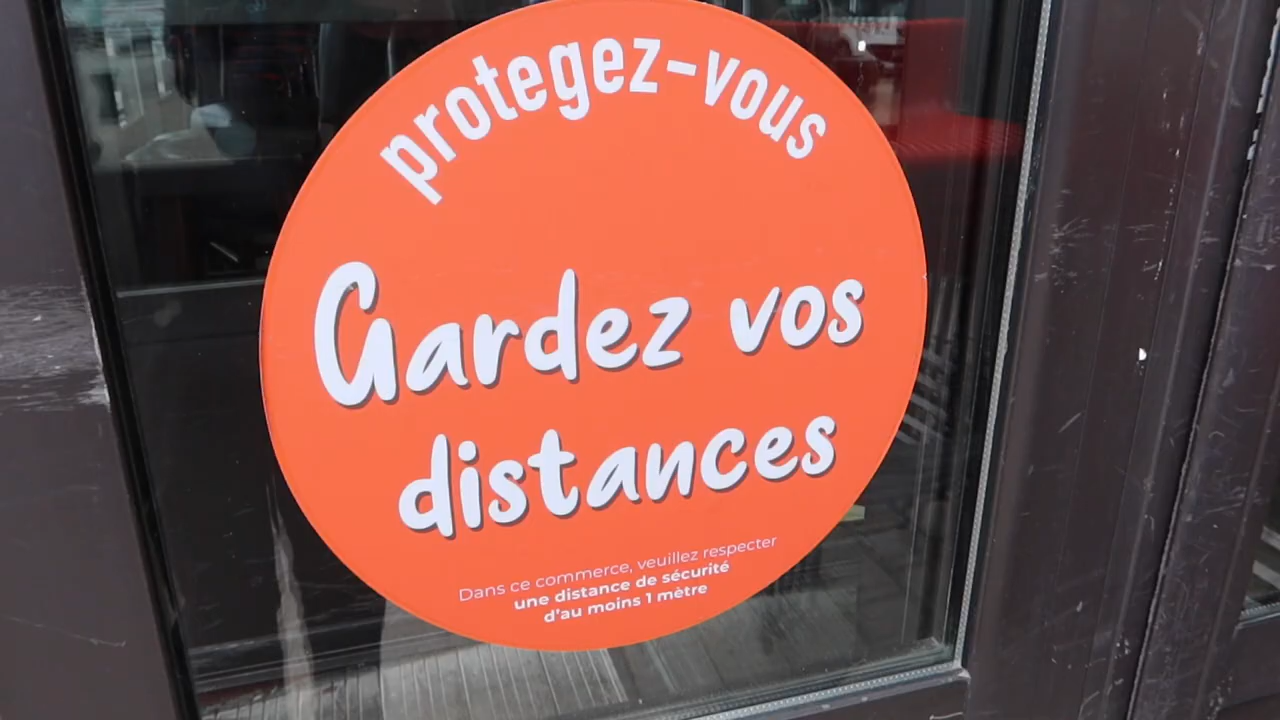 protegez-vous
Gardez vos
distances
Dans ce commerce, veuillez respecter
une distance de sécurité
d'au moins 1 mètre